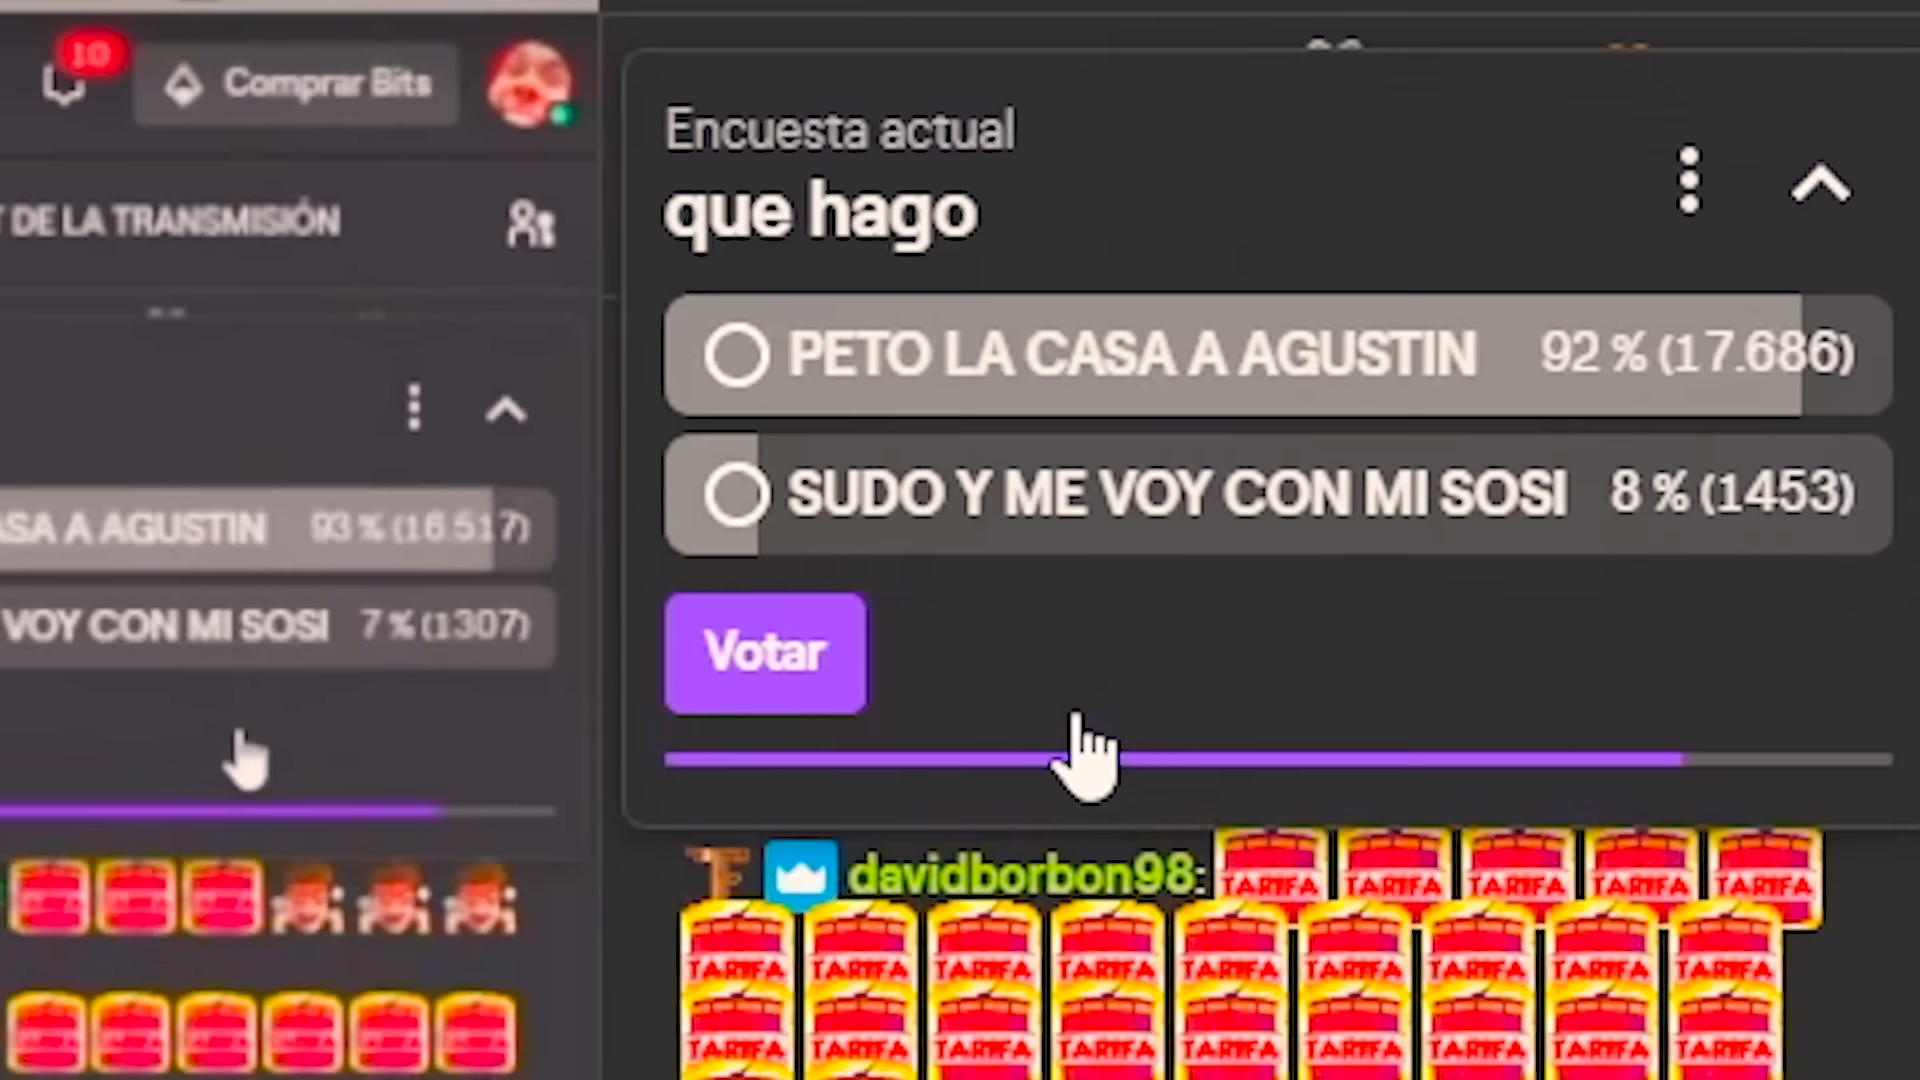 10
Comprar Bits
T DE LA TRANSMISIÓN
ASA A AGUSTIN 93 % (16.517)
VOY CON MI SOSI 7 % (1307)
Encuesta actual
que hago
PETO LA CASA A AGUSTIN 92 % (17.686)
SUDO Y ME VOY CON MI SOSI 8 % (1453)
Votar
davidborbon98:
TARIFA TARIFA TARIFA TARIFA TARIFA
TARIFA TARIFA TARIFA TARIFA TARIFA TARIFA TARIFA TARIFA TARIFA
TARIFA TARIFA TARIFA TARIFA TARIFA TARIFA TARIFA TARIFA TARIFA